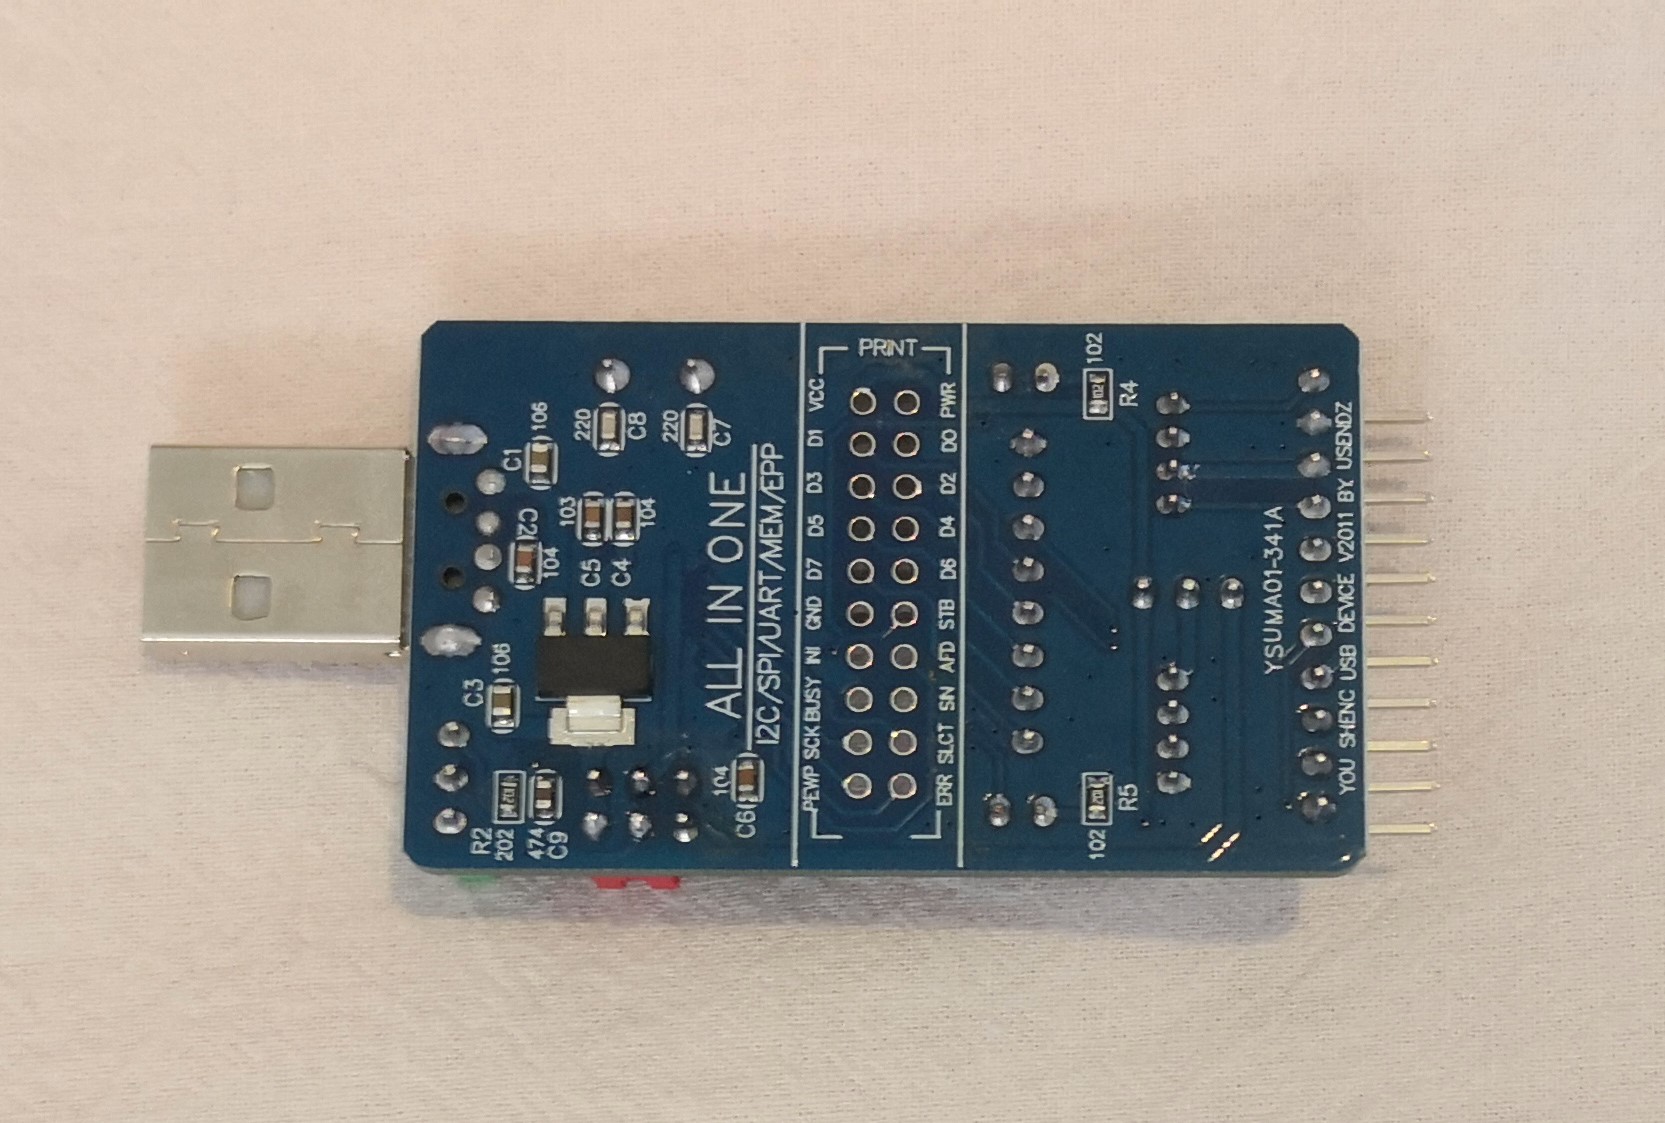 C1
106
220
C8
220
C7
103
104
C5
C4
C2
104
C3
106
R2
202
474
C9
104
C6
ALL IN ONE
I2C/SPI/UART/MEM/EPP
PRINT
VCC
D1
D3
D5
D7
GND
INI
BUSY
SCK
PEWP
PWR
D0
D2
D4
D6
STB
AFD
SN
SLCT
ERR
102
R4
102
R5
YSUMA01-341A
YOU SHENG USB DEVICE V2011 BY USENDZ